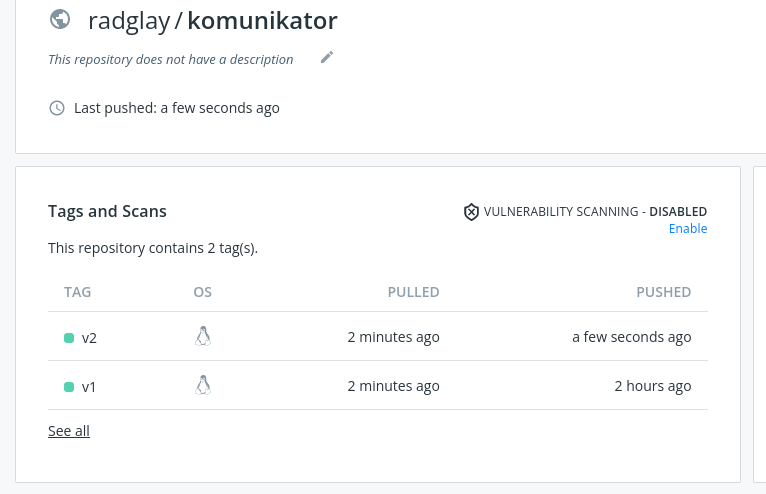 radglay / komunikator
This repository does not have a description
Last pushed: a few seconds ago
Tags and Scans
VULNERABILITY SCANNING - DISABLED
Enable
This repository contains 2 tag(s).
TAG OS PULLED PUSHED
v2 2 minutes ago a few seconds ago
v1 2 minutes ago 2 hours ago
See all